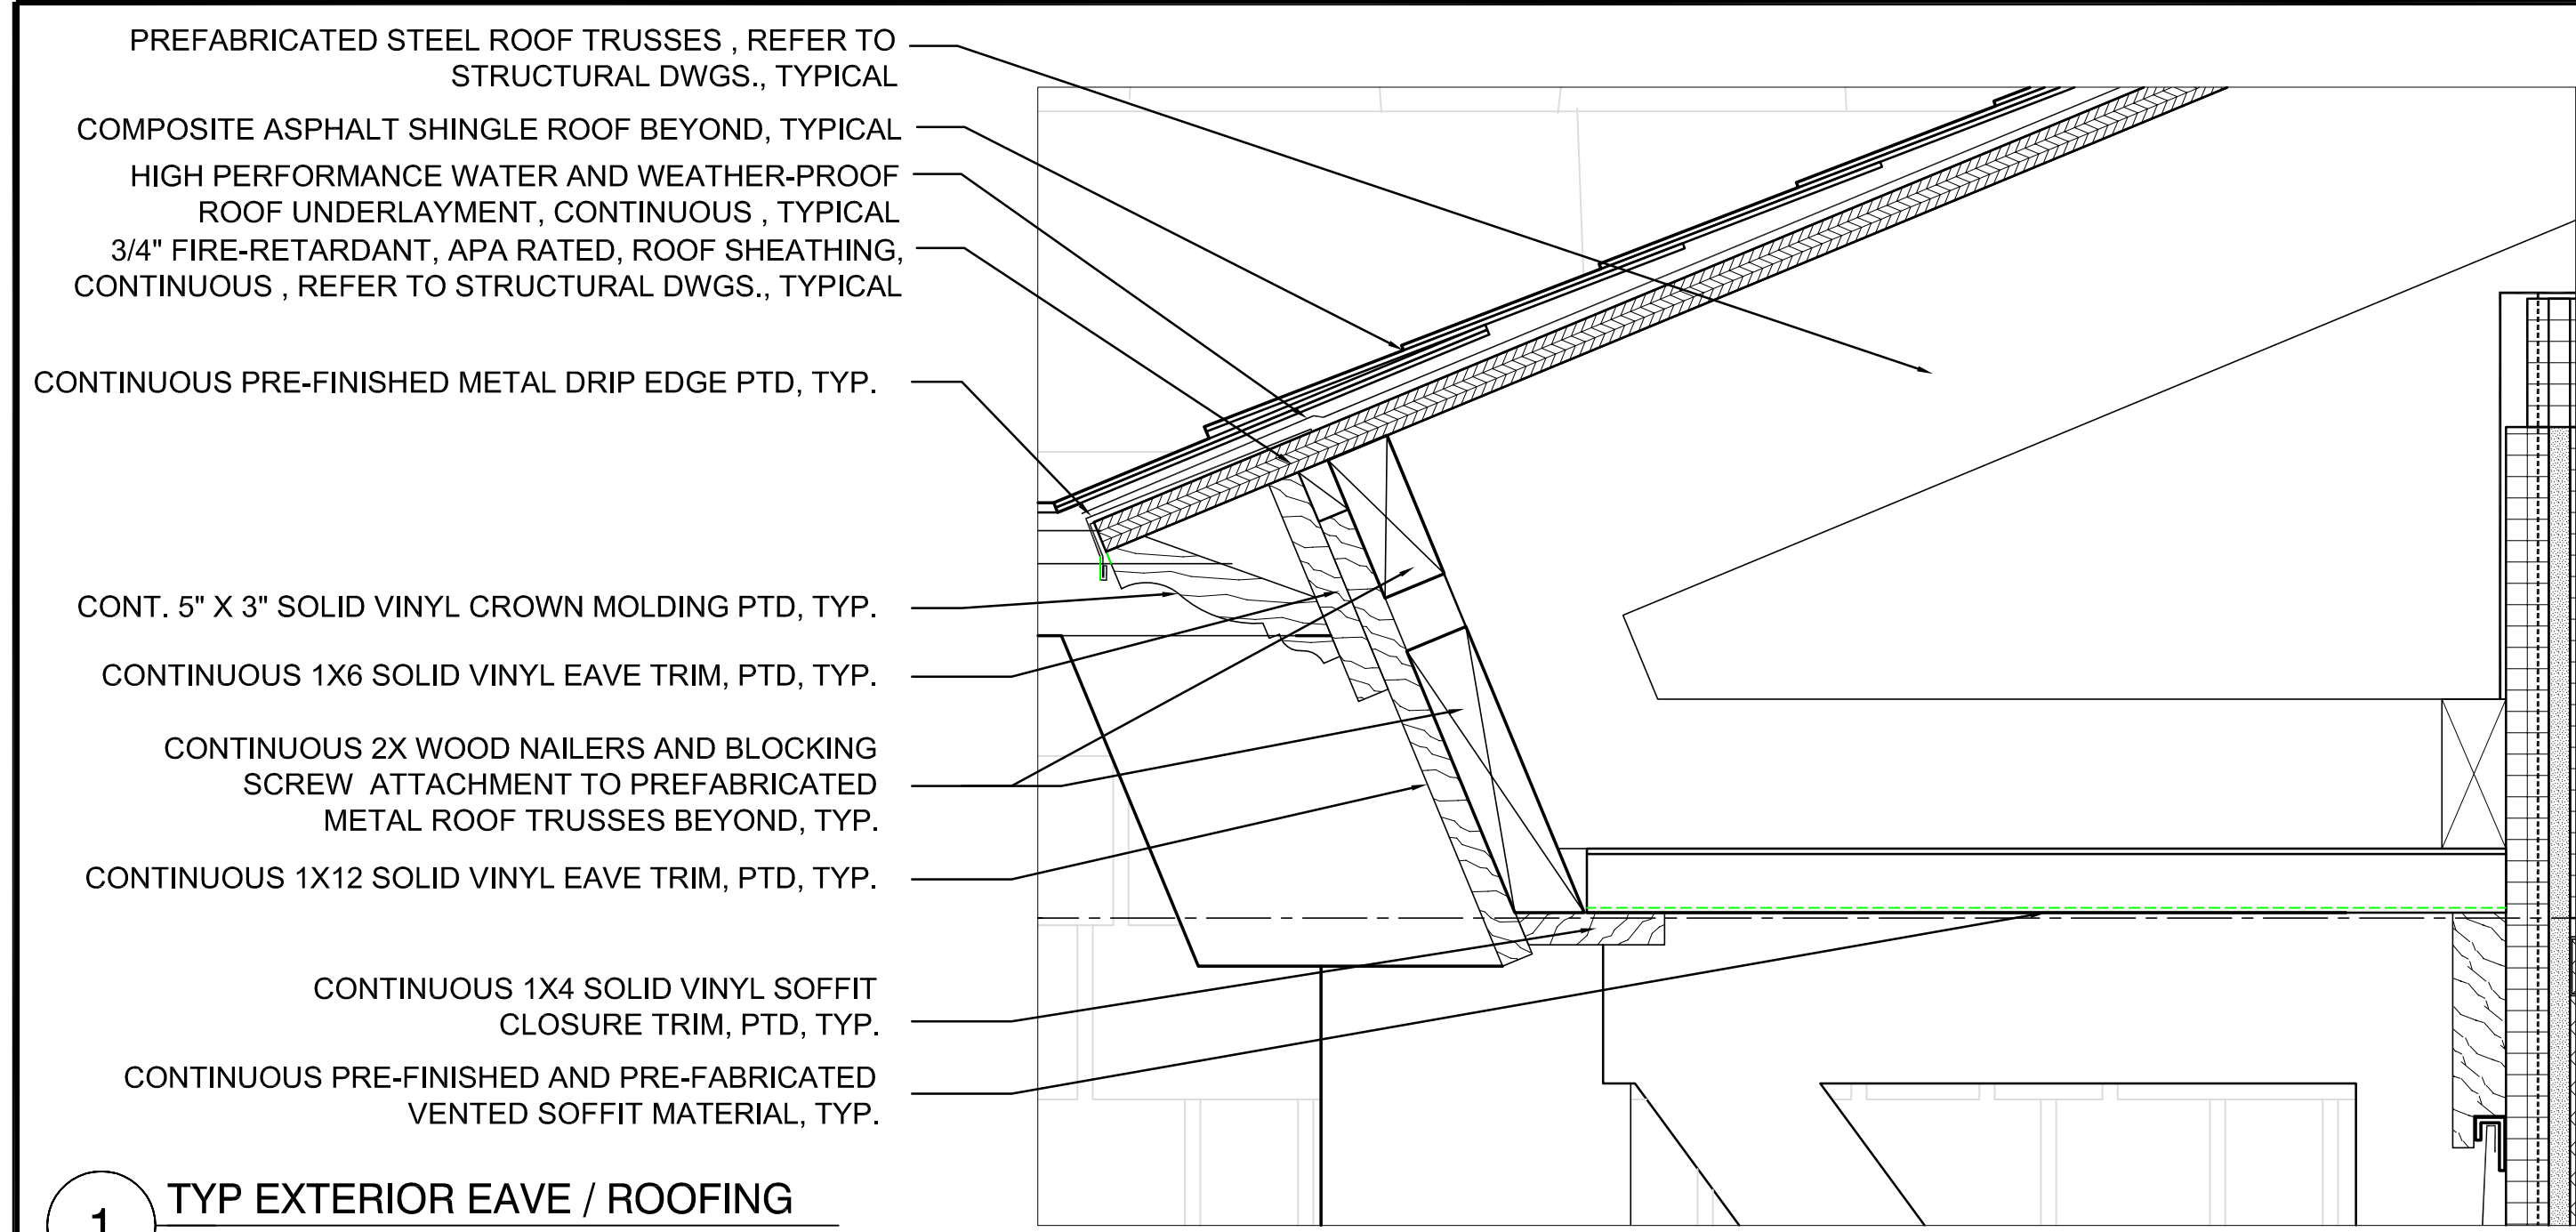 PREFABRICATED STEEL ROOF TRUSSES , REFER TO
STRUCTURAL DWGS., TYPICAL
COMPOSITE ASPHALT SHINGLE ROOF BEYOND, TYPICAL
HIGH PERFORMANCE WATER AND WEATHER-PROOF
ROOF UNDERLAYMENT, CONTINUOUS , TYPICAL
3/4" FIRE-RETARDANT, APA RATED, ROOF SHEATHING,
CONTINUOUS , REFER TO STRUCTURAL DWGS., TYPICAL
CONTINUOUS PRE-FINISHED METAL DRIP EDGE PTD, TYP.
CONT. 5" X 3" SOLID VINYL CROWN MOLDING PTD, TYP.
CONTINUOUS 1X6 SOLID VINYL EAVE TRIM, PTD, TYP.
CONTINUOUS 2X WOOD NAILERS AND BLOCKING
SCREW ATTACHMENT TO PREFABRICATED
METAL ROOF TRUSSES BEYOND, TYP.
CONTINUOUS 1X12 SOLID VINYL EAVE TRIM, PTD, TYP.
CONTINUOUS 1X4 SOLID VINYL SOFFIT
CLOSURE TRIM, PTD, TYP.
CONTINUOUS PRE-FINISHED AND PRE-FABRICATED
VENTED SOFFIT MATERIAL, TYP.
1 TYP EXTERIOR EAVE / ROOFING